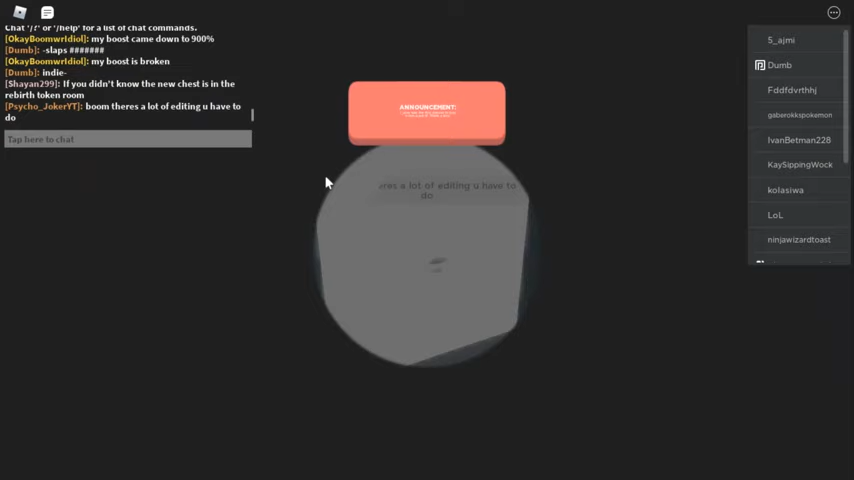 Chat '/?' or '/help' for a list of chat commands.
[OkayBoomwrIdiol]: my boost came down to 900%
[Dumb]: -slaps #######
[OkayBoomwrIdiol]: my boost is broken
[Dumb]: indie-
[Shayan299]: If you didn't know the new chest is in the
rebirth token room
[Psycho_JokerYT]: boom theres a lot of editing u have to
do
Tap here to chat
ANNOUNCEMENT:
eres a lot of editing u have to
do
5_ajmi
Dumb
Fddfdvrthhj
gaberokkspokemon
IvanBetman228
KaySippingWock
kolasiwa
LoL
ninjawizardtoast